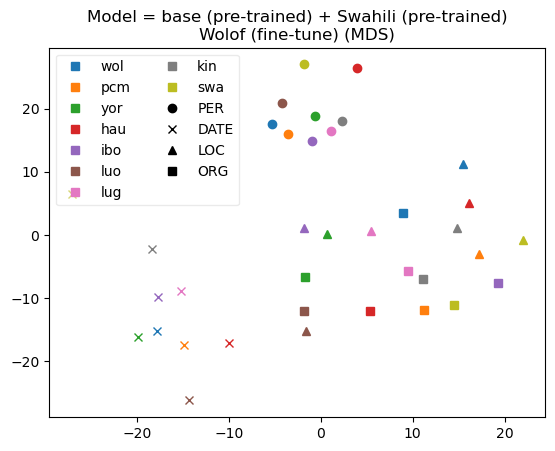 Model = base (pre-trained) + Swahili (pre-trained)
Wolof (fine-tune) (MDS)
wol kin
pcm swa
yor PER
hau DATE
ibo LOC
luo ORG
lug
20
10
0
−10
−20
−20 −10 0 10 20